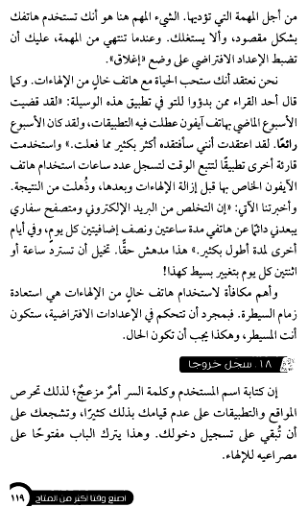 من أجل المهمة التي تؤديها. الشيء المهم هنا هو أنك تستخدم هاتفك
بشكل مقصود، وألا يستغلك. وعندما تنتهي من المهمة، عليك أن
تضبط الإعداد الافتراضي على وضع «إغلاق».
نحن نعتقد أنك ستحب الحياة مع هاتف خالٍ من الإلهاءات. وكما
قال أحد القراء ممن بدؤوا للتو في تطبيق هذه الوسيلة: «لقد قضيت
الأسبوع الماضي بهاتف آيفون عطلت فيه التطبيقات، ولقد كان الأسبوع
رائعًا. لقد اعتقدت أنني سأفتقده أكثر بكثير مما فعلت.» واستخدمت
قارئة أخرى تطبيقًا لتتبع الوقت لتسجل عدد ساعات استخدام هاتف
الآيفون الخاص بها قبل إزالة الإلهاءات وبعدها، وذُهلت من النتيجة.
وأخبرتنا الآتي: «إن التخلص من البريد الإلكتروني ومتصفح سفاري
يبعدني دائمًا عن هاتفي مدة ساعتين ونصف إضافيتين كل يوم، وفي أيام
أخرى لمدة أطول بكثير.» هذا مدهش حقًّا. تخيل أن تسترد ساعة أو
اثنتين كل يوم بتغيير بسيط كهذا!
وأهم مكافأة لاستخدام هاتف خالٍ من الإلهاءات هي استعادة
زمام السيطرة. فبمجرد أن تتحكم في الإعدادات الافتراضية، ستكون
أنت المسيطر، وهكذا يجب أن تكون الحال.
١٨. سجل خروجا
إن كتابة اسم المستخدم وكلمة السر أمرٌ مزعجٌ؛ لذلك تحرص
المواقع والتطبيقات على عدم قيامك بذلك كثيرًا، وتشجعك على
أن تُبقي على تسجيل دخولك. وهذا يترك الباب مفتوحًا على
مصراعيه للإلهاء.
اصنع وقتا أكثر من المتاح ١١٩